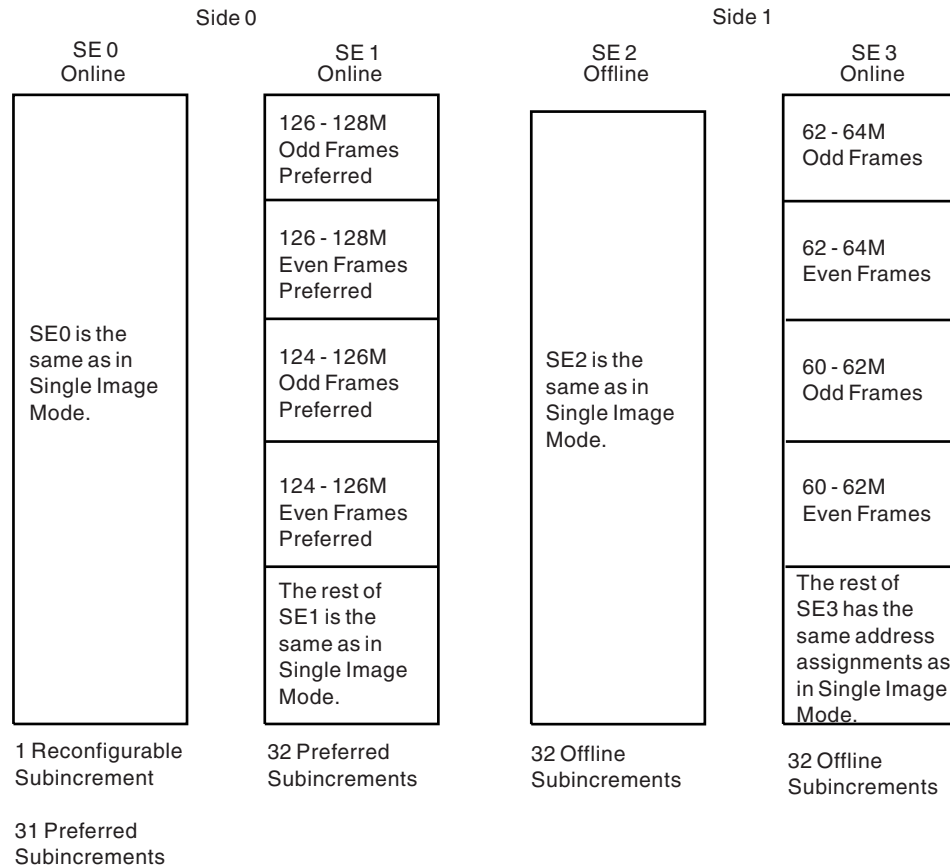 Side 0
Side 1
SE 0
Online
SE 1
Online
SE 2
Offline
SE 3
Online
SE0 is the
same as in
Single Image
Mode.
126 - 128M
Odd Frames
Preferred
126 - 128M
Even Frames
Preferred
124 - 126M
Odd Frames
Preferred
124 - 126M
Even Frames
Preferred
The rest of
SE1 is the
same as in
Single Image
Mode.
SE2 is the
same as in
Single Image
Mode.
62 - 64M
Odd Frames
62 - 64M
Even Frames
60 - 62M
Odd Frames
60 - 62M
Even Frames
The rest of
SE3 has the
same address
assignments as
in Single Image
Mode.
1 Reconfigurable
Subincrement
31 Preferred
Subincrements
32 Preferred
Subincrements
32 Offline
Subincrements
32 Offline
Subincrements